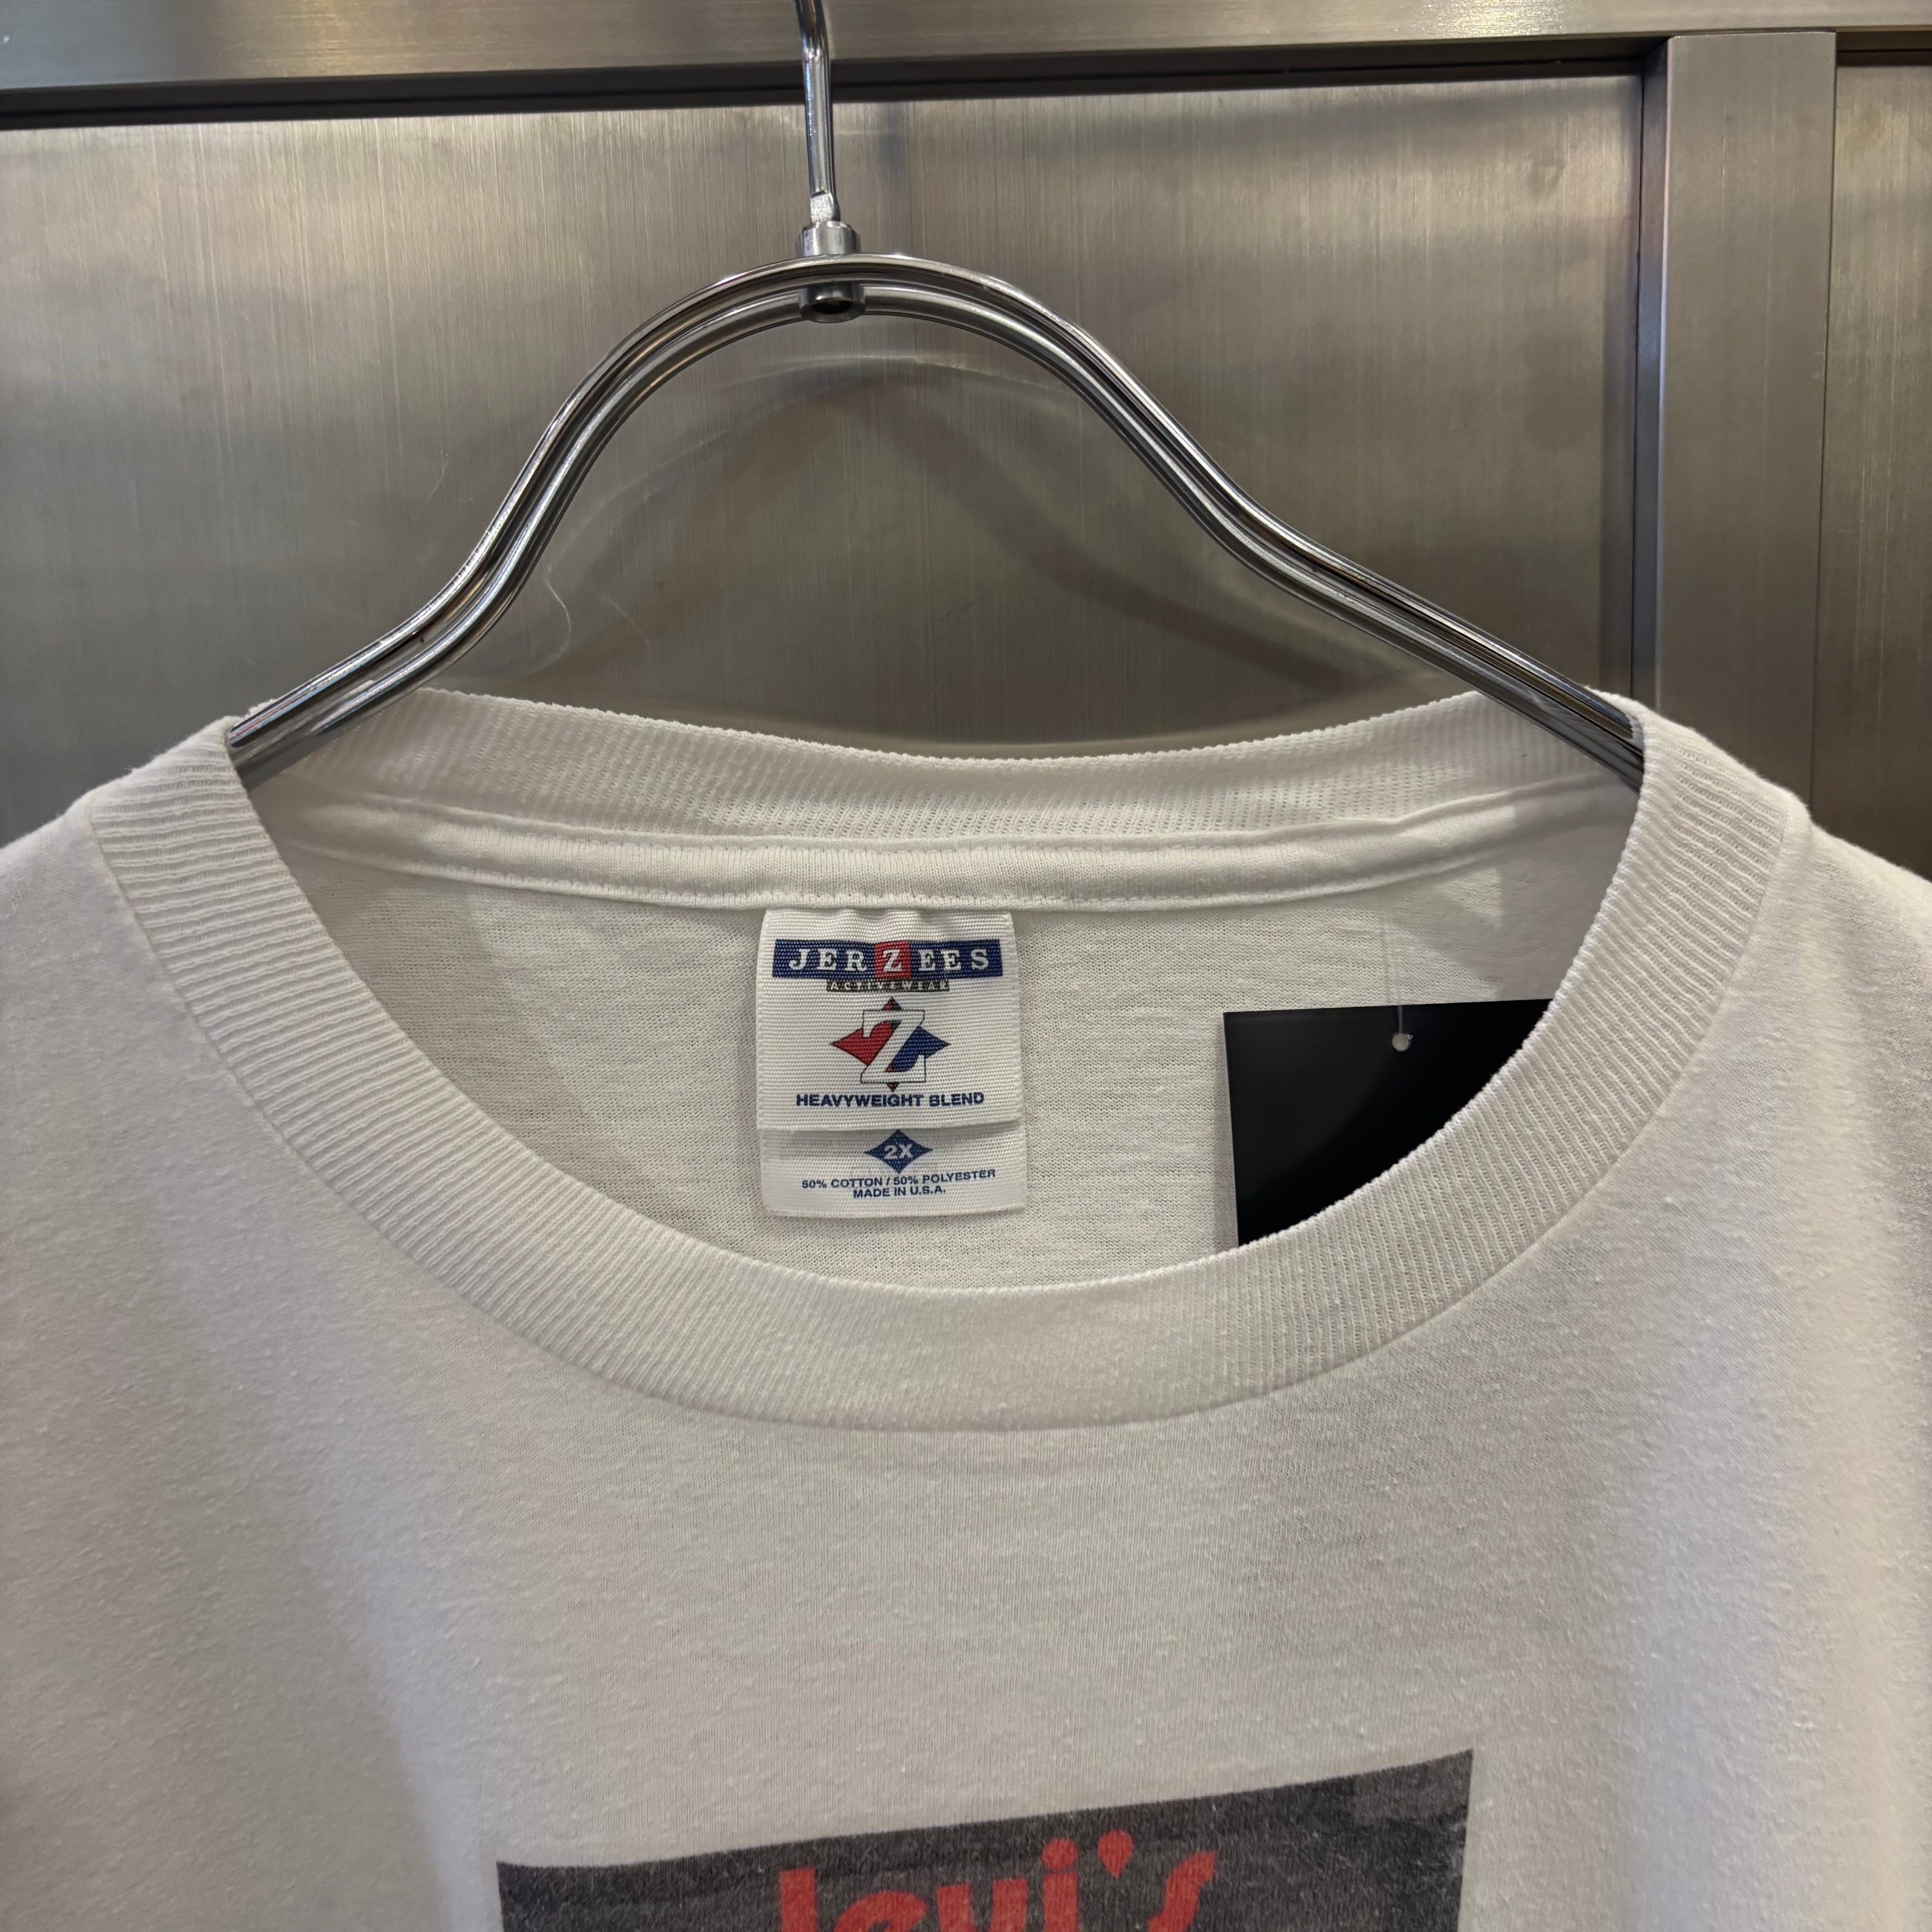 JERZEES
ACTIVEWEAR
Z
HEAVYWEIGHT BLEND
2X
50% COTTON / 50% POLYESTER
MADE IN U.S.A.
levi's